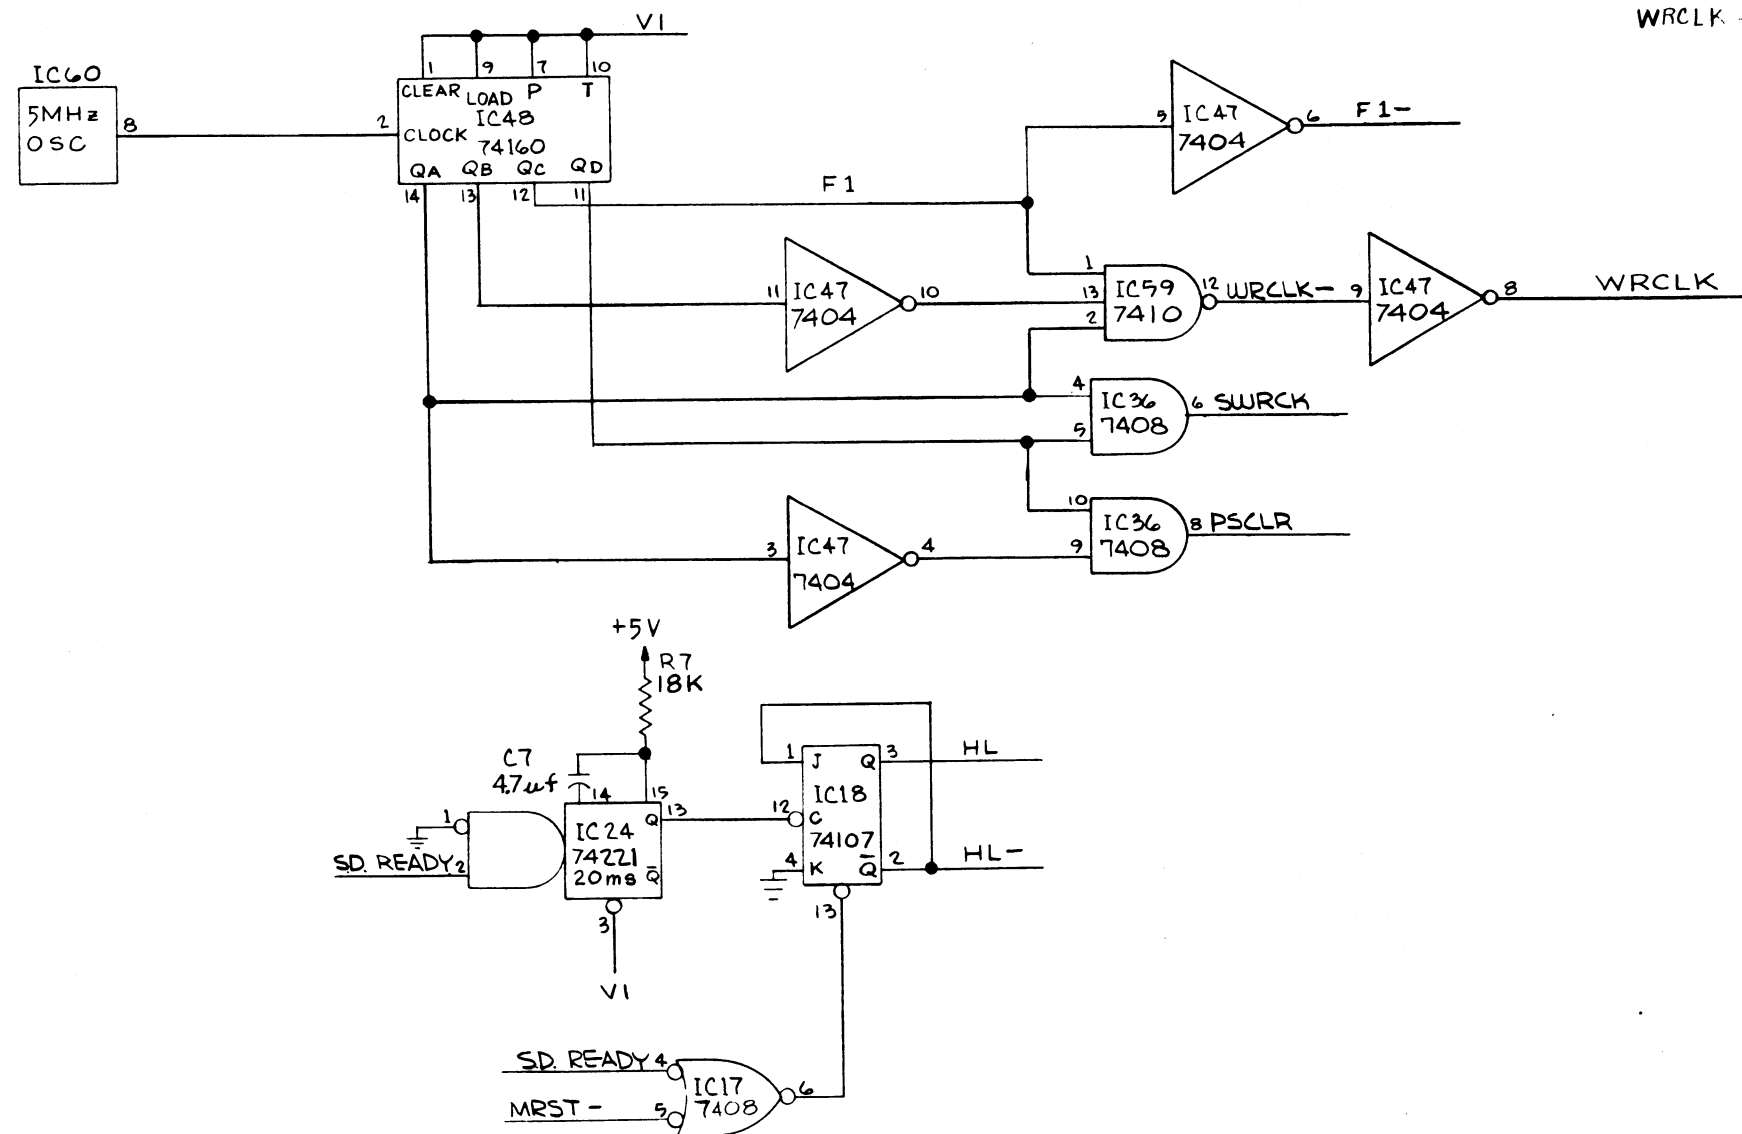 WRCLK -
V1
1 9 7 10
IC60
5MHz
OSC
8
2
CLEAR LOAD P T
IC48
CLOCK
74160
QA QB QC QD
14 13 12 11
F1
5 IC47 6
7404
F1-
11 IC47 10
7404
1
13 IC59 12
2 7410
WRCLK-
9 IC47 8
7404
WRCLK
4 IC36 6 SWRCK
5 7408
10 IC36 8 PSCLR
9 7408
3 IC47 4
7404
+5V
R7
18K
C7
4.7uf
14 15
1
S.D. READY 2
IC24 Q 13
74221
20ms Q̅
3
V1
1 J Q 3 HL
IC18
12 C
74107
4 K Q̅ 2 HL-
13
S.D. READY 4
IC17 6
7408
MRST- 5